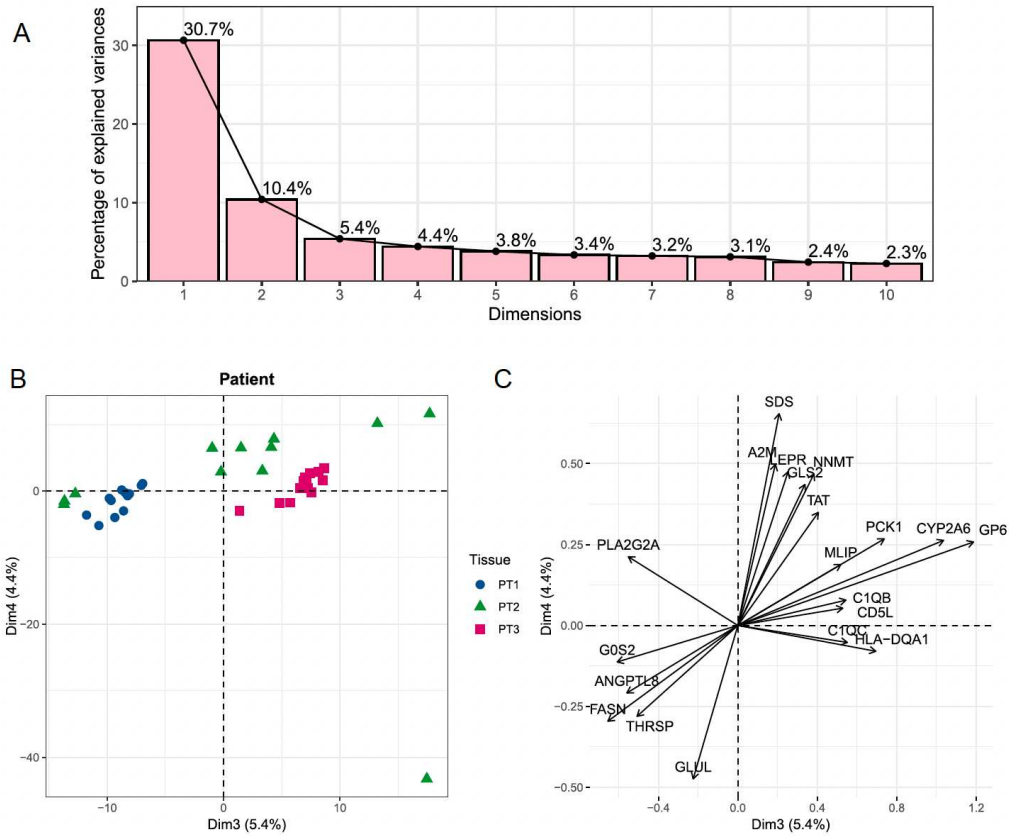 A
Percentage of explained variances
30
20
10
0
30.7%
10.4%
5.4%
4.4%
3.8%
3.4%
3.2%
3.1%
2.4%
2.3%
1 2 3 4 5 6 7 8 9 10
Dimensions
B
Patient
Dim4 (4.4%)
0
−20
−40
−10 0 10
Dim3 (5.4%)
Tissue
PT1
PT2
PT3
C
Dim4 (4.4%)
0.50
0.25
0.00
−0.25
−0.50
SDS
A2M
LEPR
NNMT
GLS2
TAT
PCK1
CYP2A6
GP6
PLA2G2A
MLIP
C1QB
CD5L
C1QC
HLA−DQA1
G0S2
ANGPTL8
FASN
THRSP
GLUL
−0.4 0.0 0.4 0.8 1.2
Dim3 (5.4%)